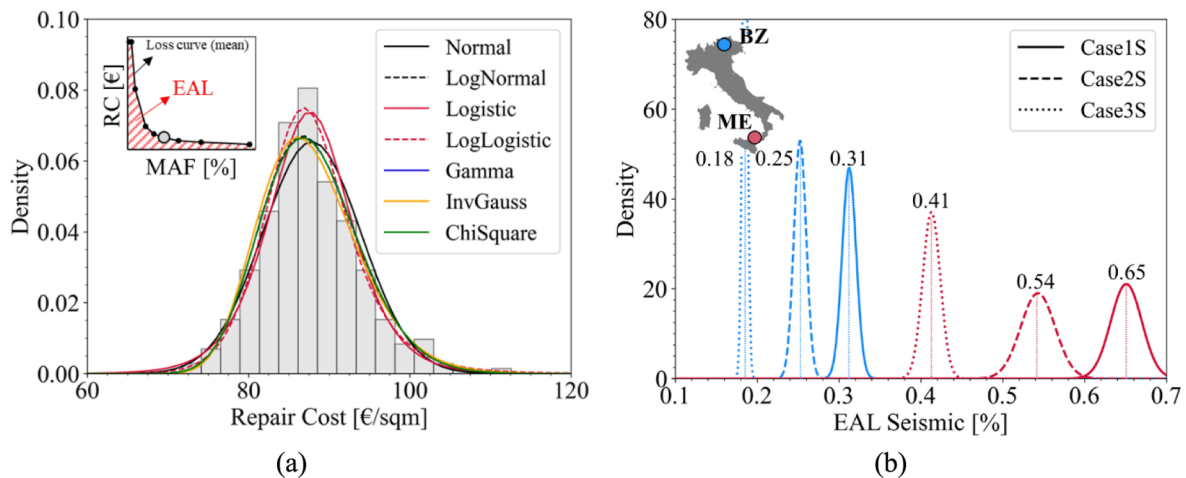 0.10
0.08
0.06
0.04
0.02
0.00
Density
60
80
100
120
Repair Cost [€/sqm]
RC [€]
Loss curve (mean)
EAL
MAF [%]
Normal
LogNormal
Logistic
LogLogistic
Gamma
InvGauss
ChiSquare
(a)
80
60
40
20
0
Density
0.1
0.2
0.3
0.4
0.5
0.6
0.7
EAL Seismic [%]
BZ
ME
0.18
0.25
0.31
0.41
0.54
0.65
Case1S
Case2S
Case3S
(b)